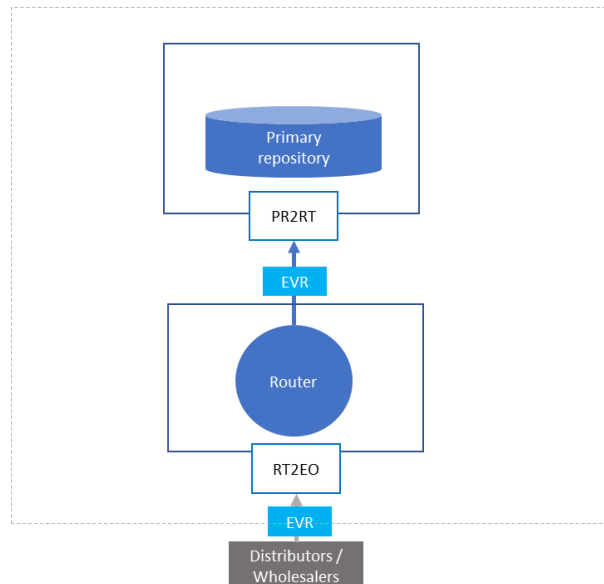 Primary
repository
PR2RT
EVR
Router
RT2EO
EVR
Distributors /
Wholesalers